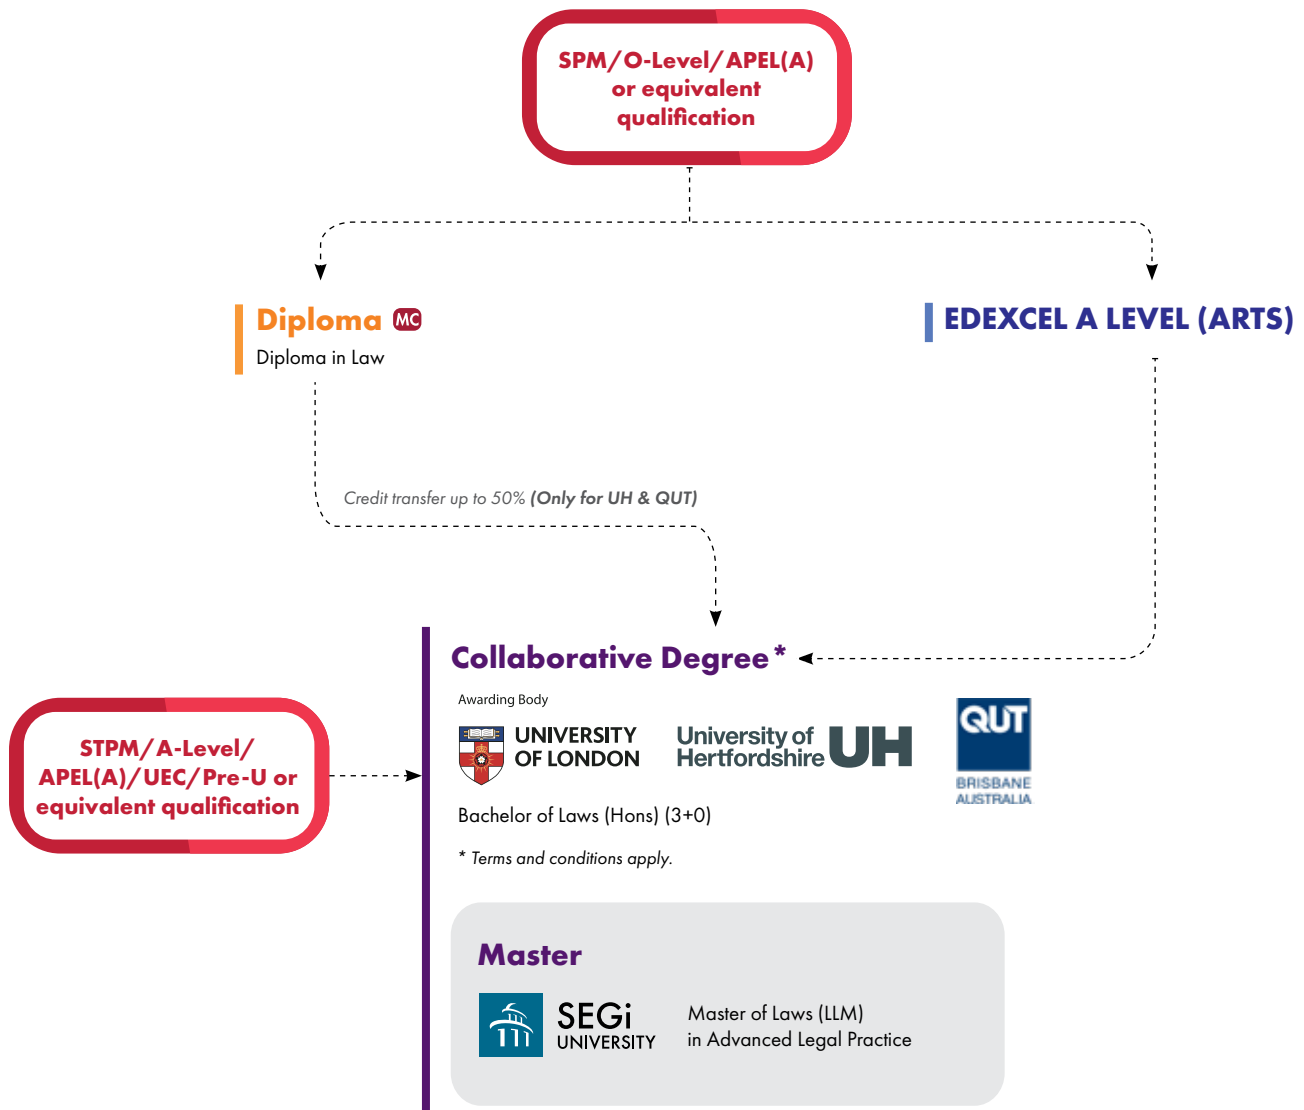 SPM/O-Level/APEL(A)
or equivalent
qualification
Diploma MC
Diploma in Law
EDEXCEL A LEVEL (ARTS)
Credit transfer up to 50% (Only for UH & QUT)
Collaborative Degree*
Awarding Body
UNIVERSITY
OF LONDON
University of
Hertfordshire UH
QUT
BRISBANE
AUSTRALIA
STPM/A-Level/
APEL(A)/UEC/Pre-U or
equivalent qualification
Bachelor of Laws (Hons) (3+0)
* Terms and conditions apply.
Master
SEGi
UNIVERSITY
Master of Laws (LLM)
in Advanced Legal Practice